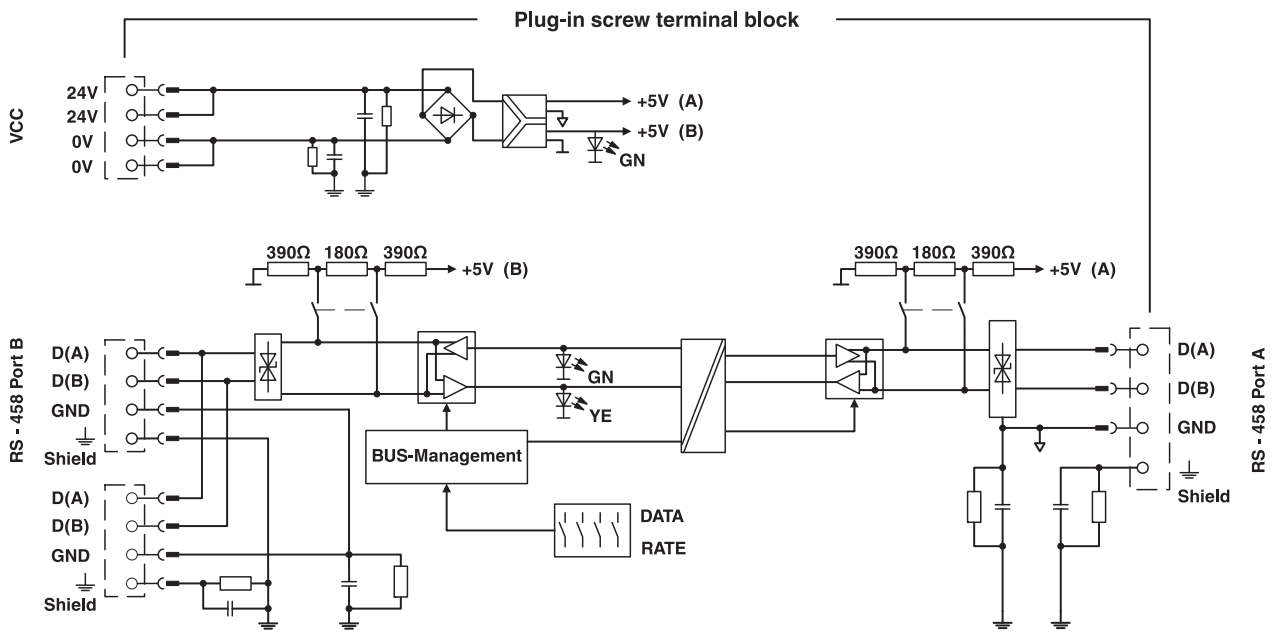 Plug-in screw terminal block
VCC
24V
24V
0V
0V
+5V (A)
+5V (B)
GN
390Ω 180Ω 390Ω
+5V (B)
390Ω 180Ω 390Ω
+5V (A)
RS - 458 Port B
D(A)
D(B)
GND
Shield
D(A)
D(B)
GND
Shield
GN
YE
BUS-Management
DATA
RATE
D(A)
D(B)
GND
Shield
RS - 458 Port A